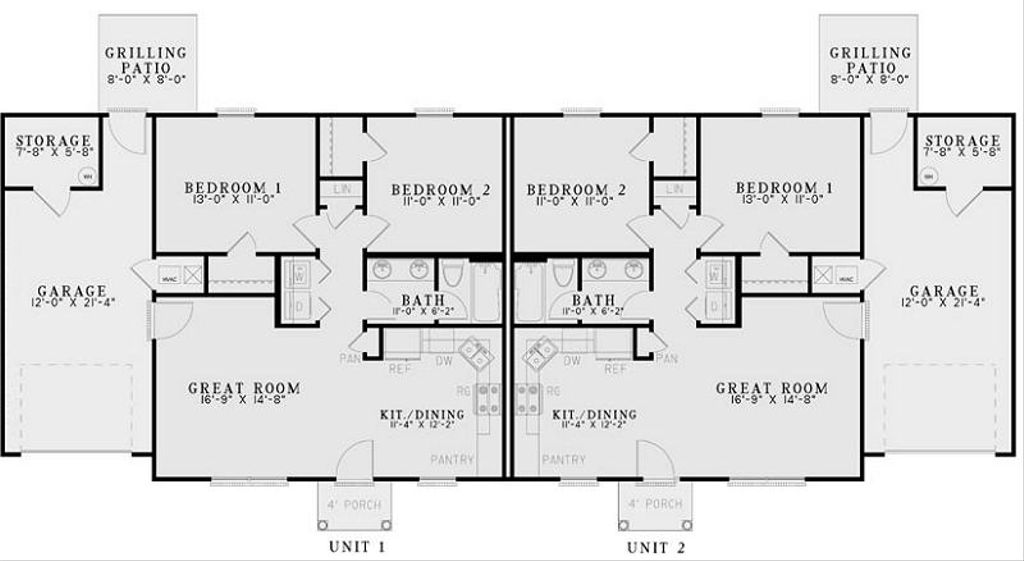 GRILLING
PATIO
8'-0" X 8'-0"
GRILLING
PATIO
8'-0" X 8'-0"
STORAGE
7'-8" X 5'-8"
WH
BEDROOM 1
13'-0" X 11'-0"
LIN
BEDROOM 2
11'-0" X 11'-0"
BEDROOM 2
11'-0" X 11'-0"
LIN
BEDROOM 1
13'-0" X 11'-0"
STORAGE
7'-8" X 5'-8"
WH
GARAGE
12'-0" X 21'-4"
HVAC
W
D
BATH
11'-0" X 6'-2"
BATH
11'-0" X 6'-2"
W
D
HVAC
GARAGE
12'-0" X 21'-4"
PAN
REF
DW
RG
DW
REF
PAN
RG
GREAT ROOM
16'-9" X 14'-8"
KIT./DINING
11'-4" X 12'-2"
PANTRY
KIT./DINING
11'-4" X 12'-2"
PANTRY
GREAT ROOM
16'-9" X 14'-8"
4' PORCH
4' PORCH
UNIT 1
UNIT 2